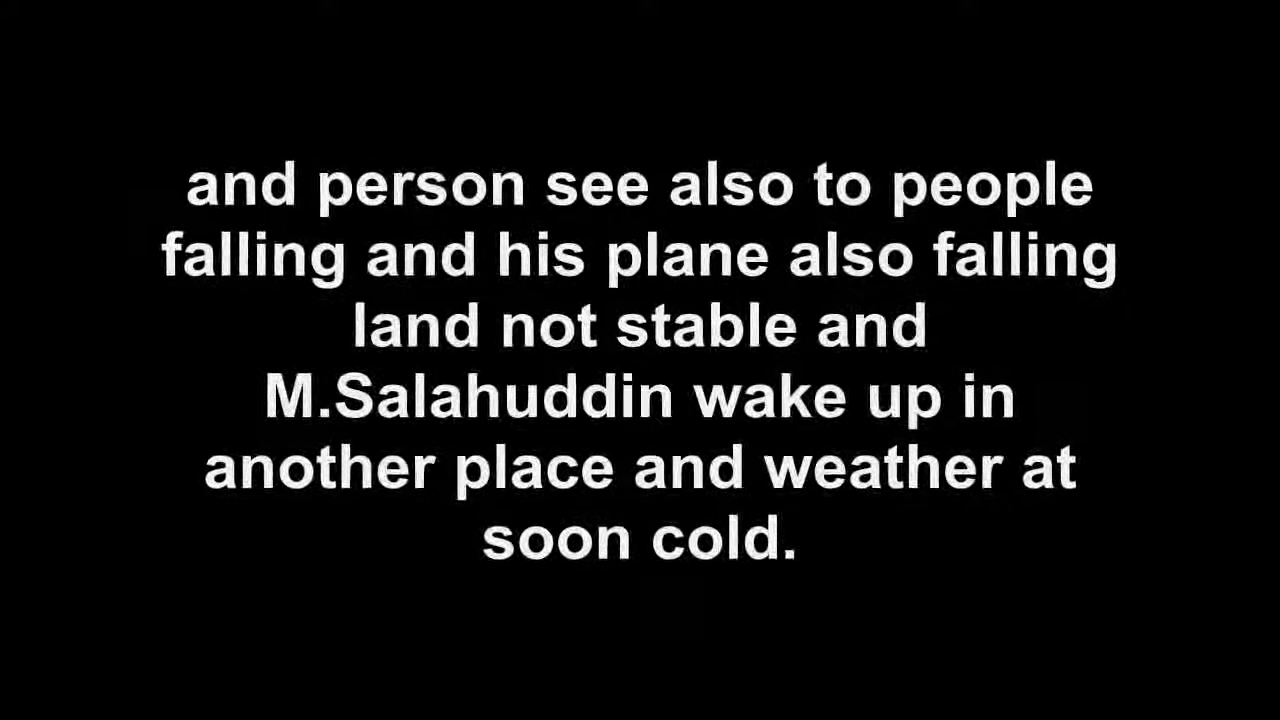 and person see also to people
falling and his plane also falling
land not stable and
M.Salahuddin wake up in
another place and weather at
soon cold.